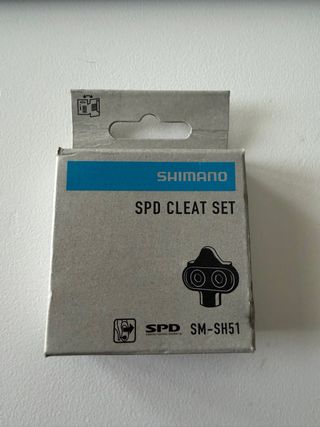 SHIMANO
SPD CLEAT SET
SPD
SM-SH51